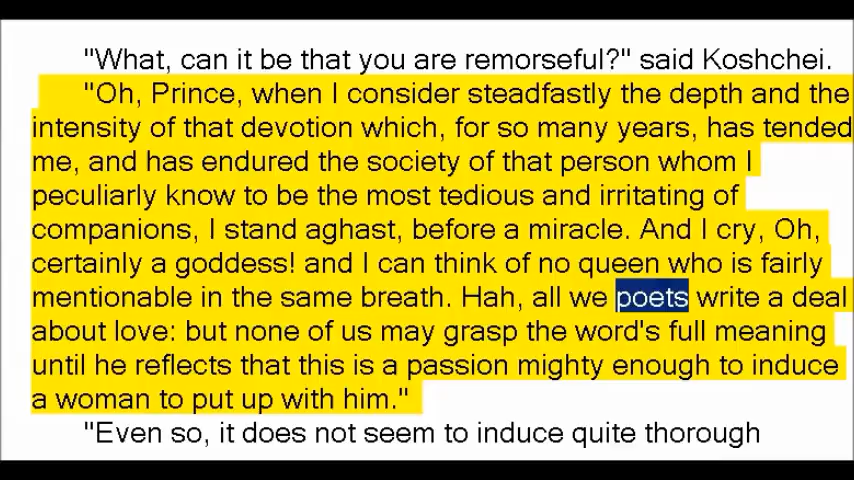 "What, can it be that you are remorseful?" said Koshchei.
"Oh, Prince, when I consider steadfastly the depth and the
intensity of that devotion which, for so many years, has tended
me, and has endured the society of that person whom I
peculiarly know to be the most tedious and irritating of
companions, I stand aghast, before a miracle. And I cry, Oh,
certainly a goddess! and I can think of no queen who is fairly
mentionable in the same breath. Hah, all we poets write a deal
about love: but none of us may grasp the word's full meaning
until he reflects that this is a passion mighty enough to induce
a woman to put up with him."
"Even so, it does not seem to induce quite thorough